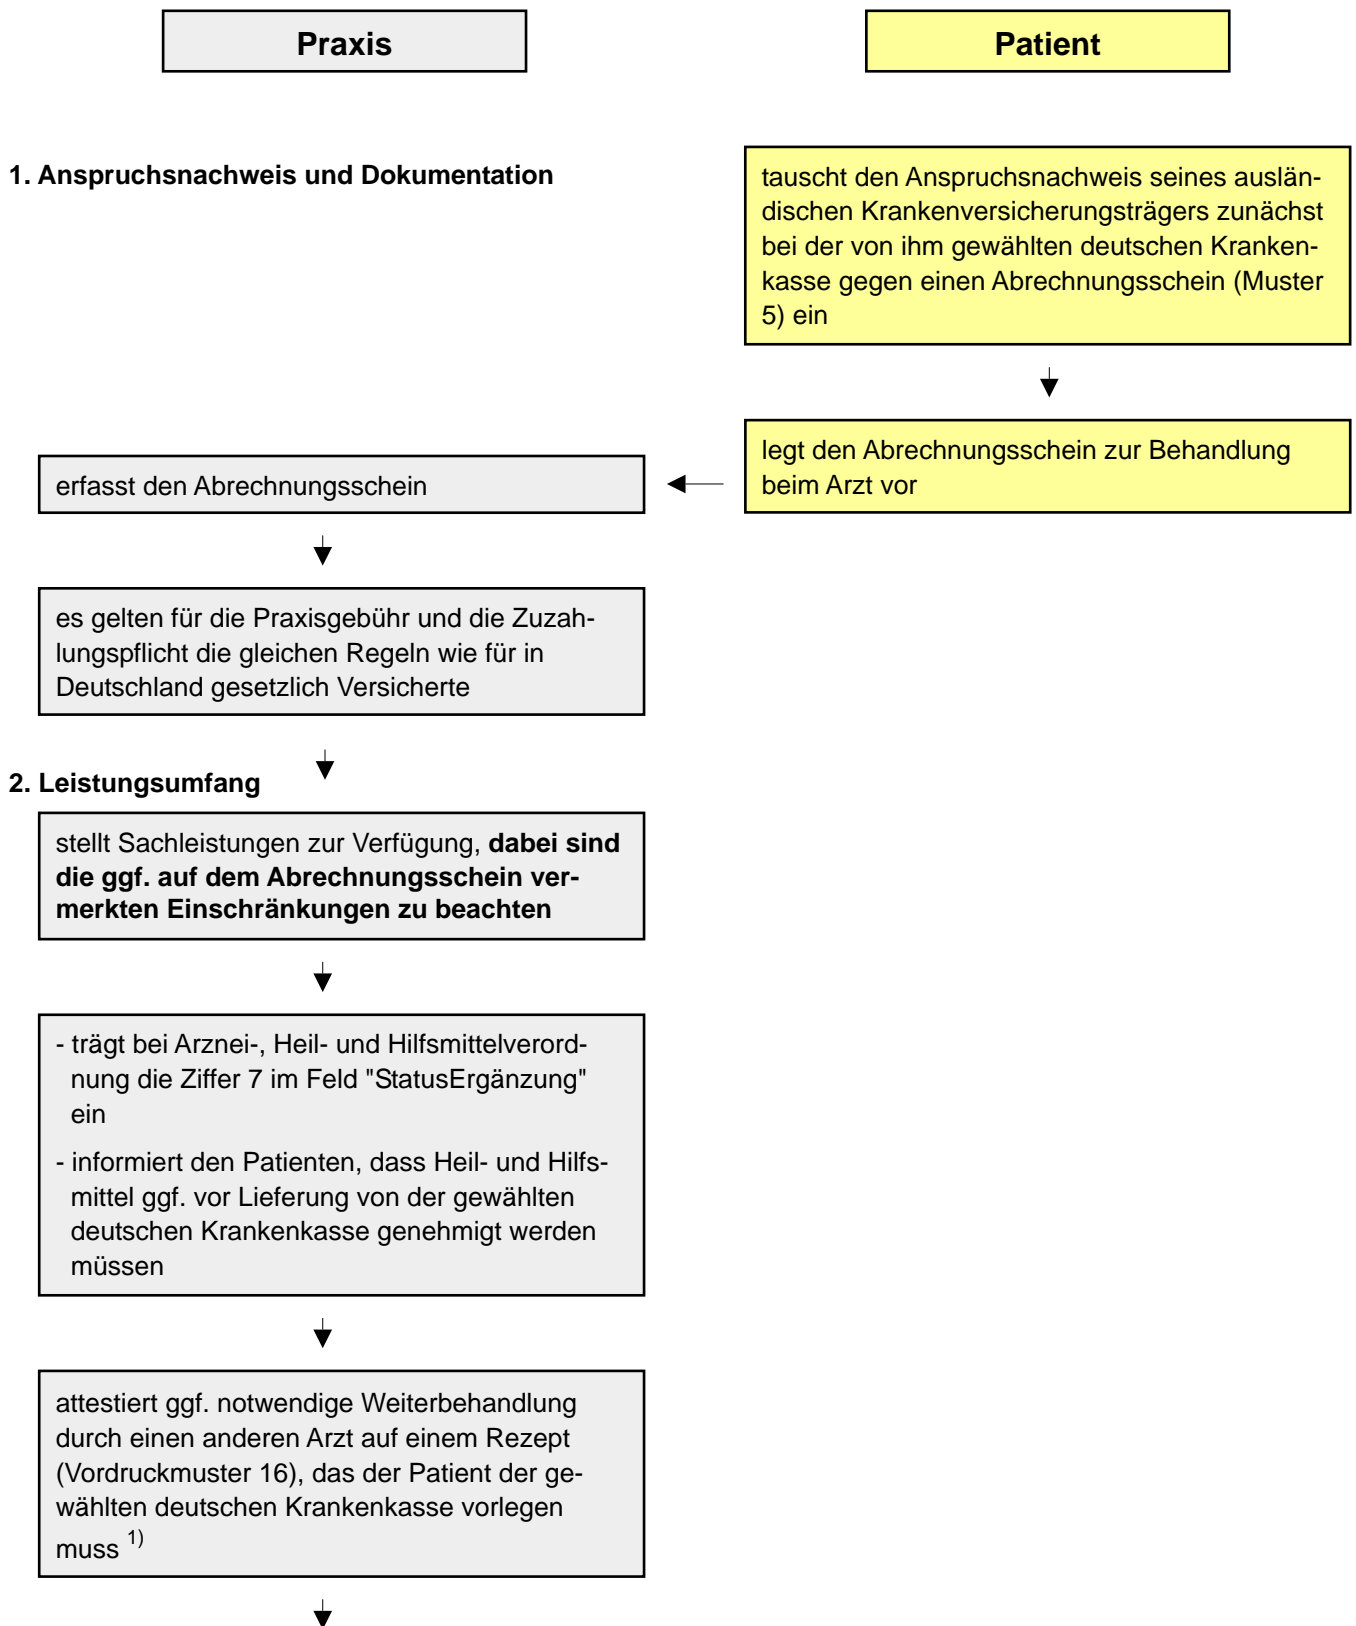 Praxis
Patient
1. Anspruchsnachweis und Dokumentation
tauscht den Anspruchsnachweis seines auslän-
dischen Krankenversicherungsträgers zunächst
bei der von ihm gewählten deutschen Kranken-
kasse gegen einen Abrechnungsschein (Muster
5) ein
legt den Abrechnungsschein zur Behandlung
beim Arzt vor
erfasst den Abrechnungsschein
es gelten für die Praxisgebühr und die Zuzah-
lungspflicht die gleichen Regeln wie für in
Deutschland gesetzlich Versicherte
2. Leistungsumfang
stellt Sachleistungen zur Verfügung, dabei sind
die ggf. auf dem Abrechnungsschein ver-
merkten Einschränkungen zu beachten
- trägt bei Arznei-, Heil- und Hilfsmittelverord-
nung die Ziffer 7 im Feld "StatusErgänzung"
ein
- informiert den Patienten, dass Heil- und Hilfs-
mittel ggf. vor Lieferung von der gewählten
deutschen Krankenkasse genehmigt werden
müssen
attestiert ggf. notwendige Weiterbehandlung
durch einen anderen Arzt auf einem Rezept
(Vordruckmuster 16), das der Patient der ge-
wählten deutschen Krankenkasse vorlegen
muss 1)